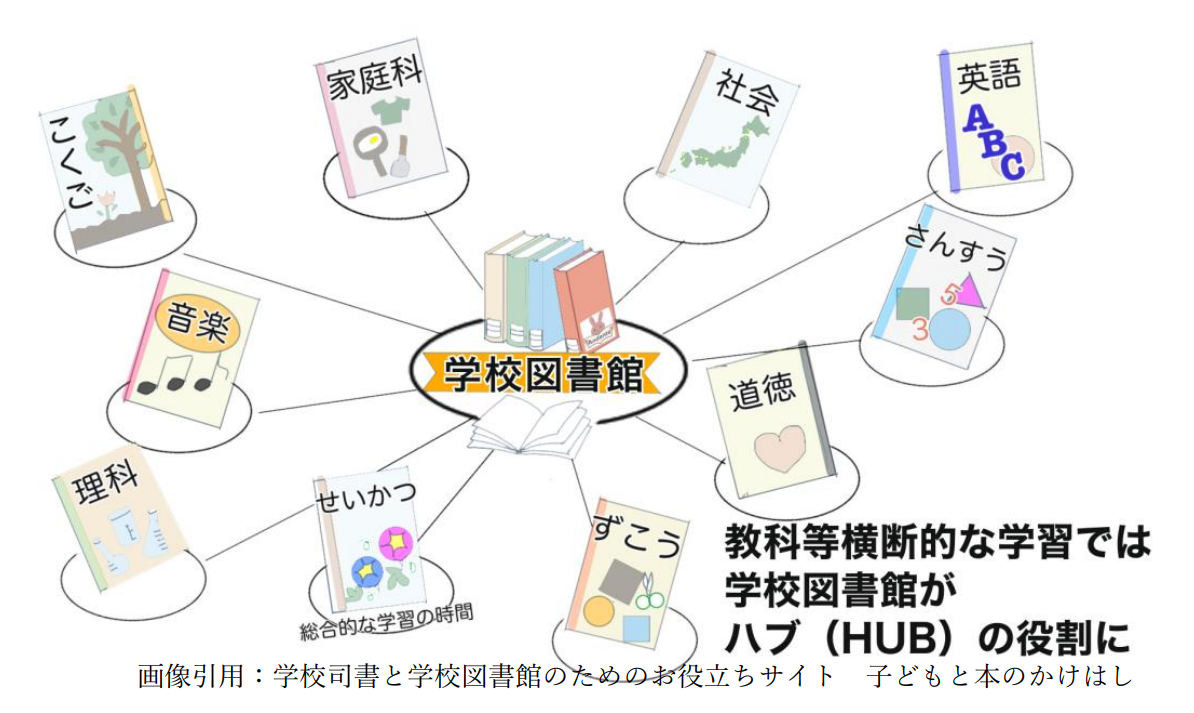 こくご
家庭科
社会
英語
ABC
さんすう
5
3
音楽
学校図書館
道徳
理科
せいかつ
総合的な学習の時間
ずこう
教科等横断的な学習では
学校図書館が
ハブ（HUB）の役割に
画像引用：学校司書と学校図書館のためのお役立ちサイト　子どもと本のかけはし